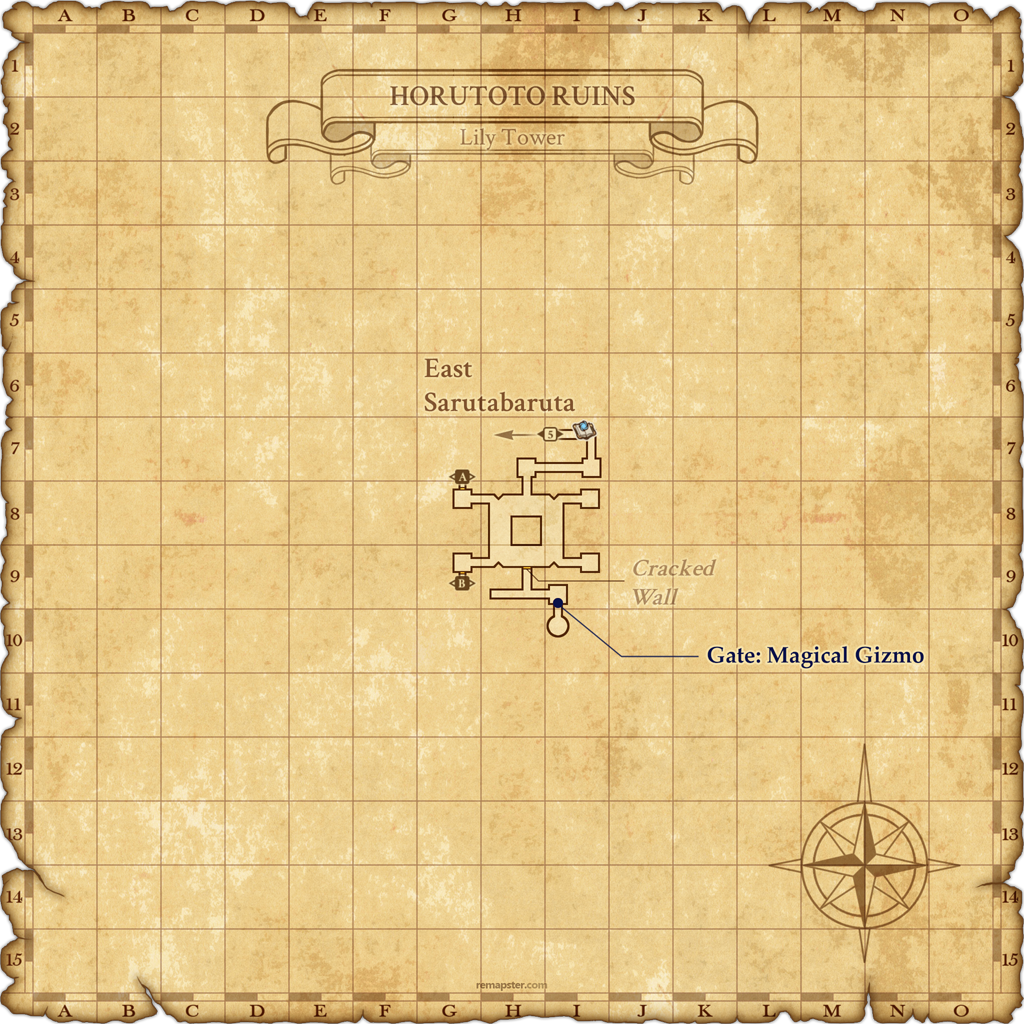 A B C D E F G H I J K L M N O
HORUTOTO RUINS
Lily Tower
1 1
2 2
3 3
4 4
5 5
6 6
7 7
8 8
9 9
10 10
11 11
12 12
13 13
14 14
15 15
East
Sarutabaruta
5
A
B
Cracked
Wall
Gate: Magical Gizmo
remapster.com
A B C D E F G H I J K L M N O